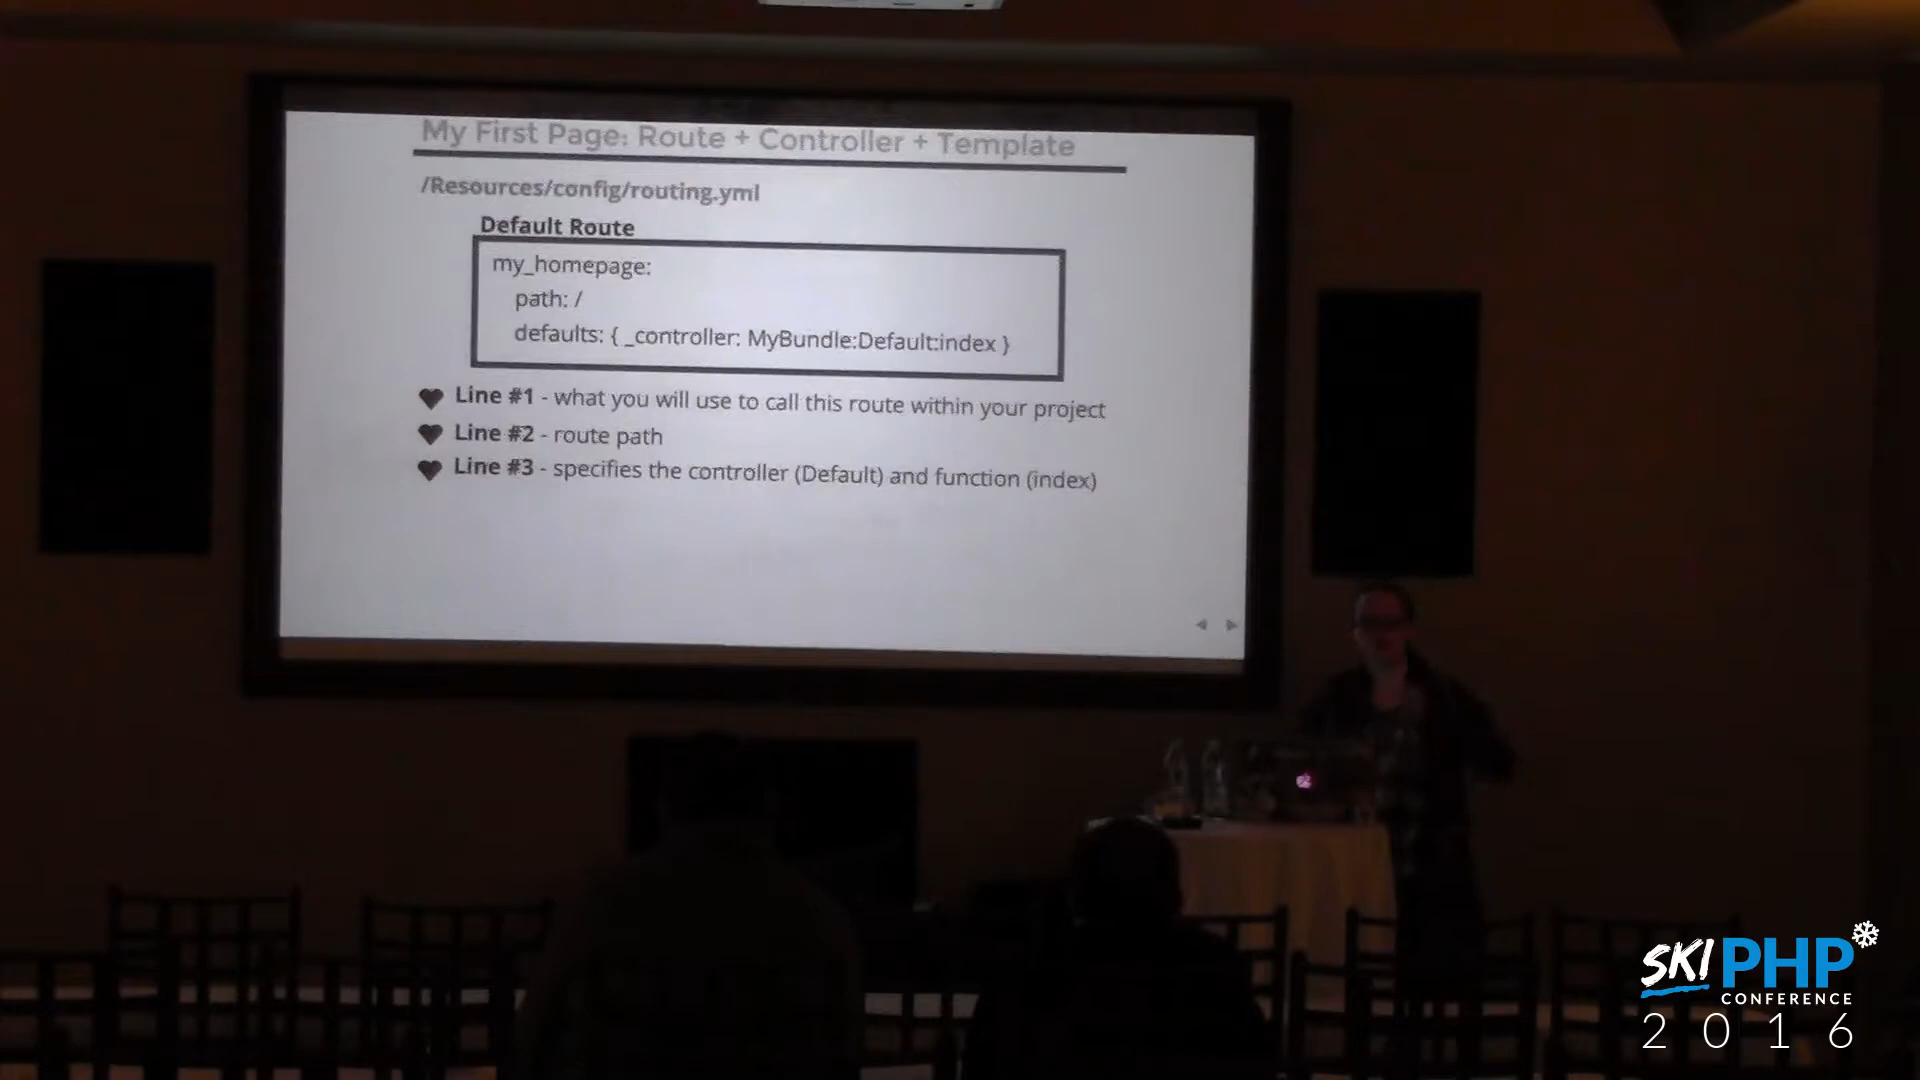 My First Page: Route + Controller + Template
/Resources/config/routing.yml
Default Route
my_homepage:
path: /
defaults: { _controller: MyBundle:Default:index }
Line #1 - what you will use to call this route within your project
Line #2 - route path
Line #3 - specifies the controller (Default) and function (index)
SKI PHP
CONFERENCE
2016